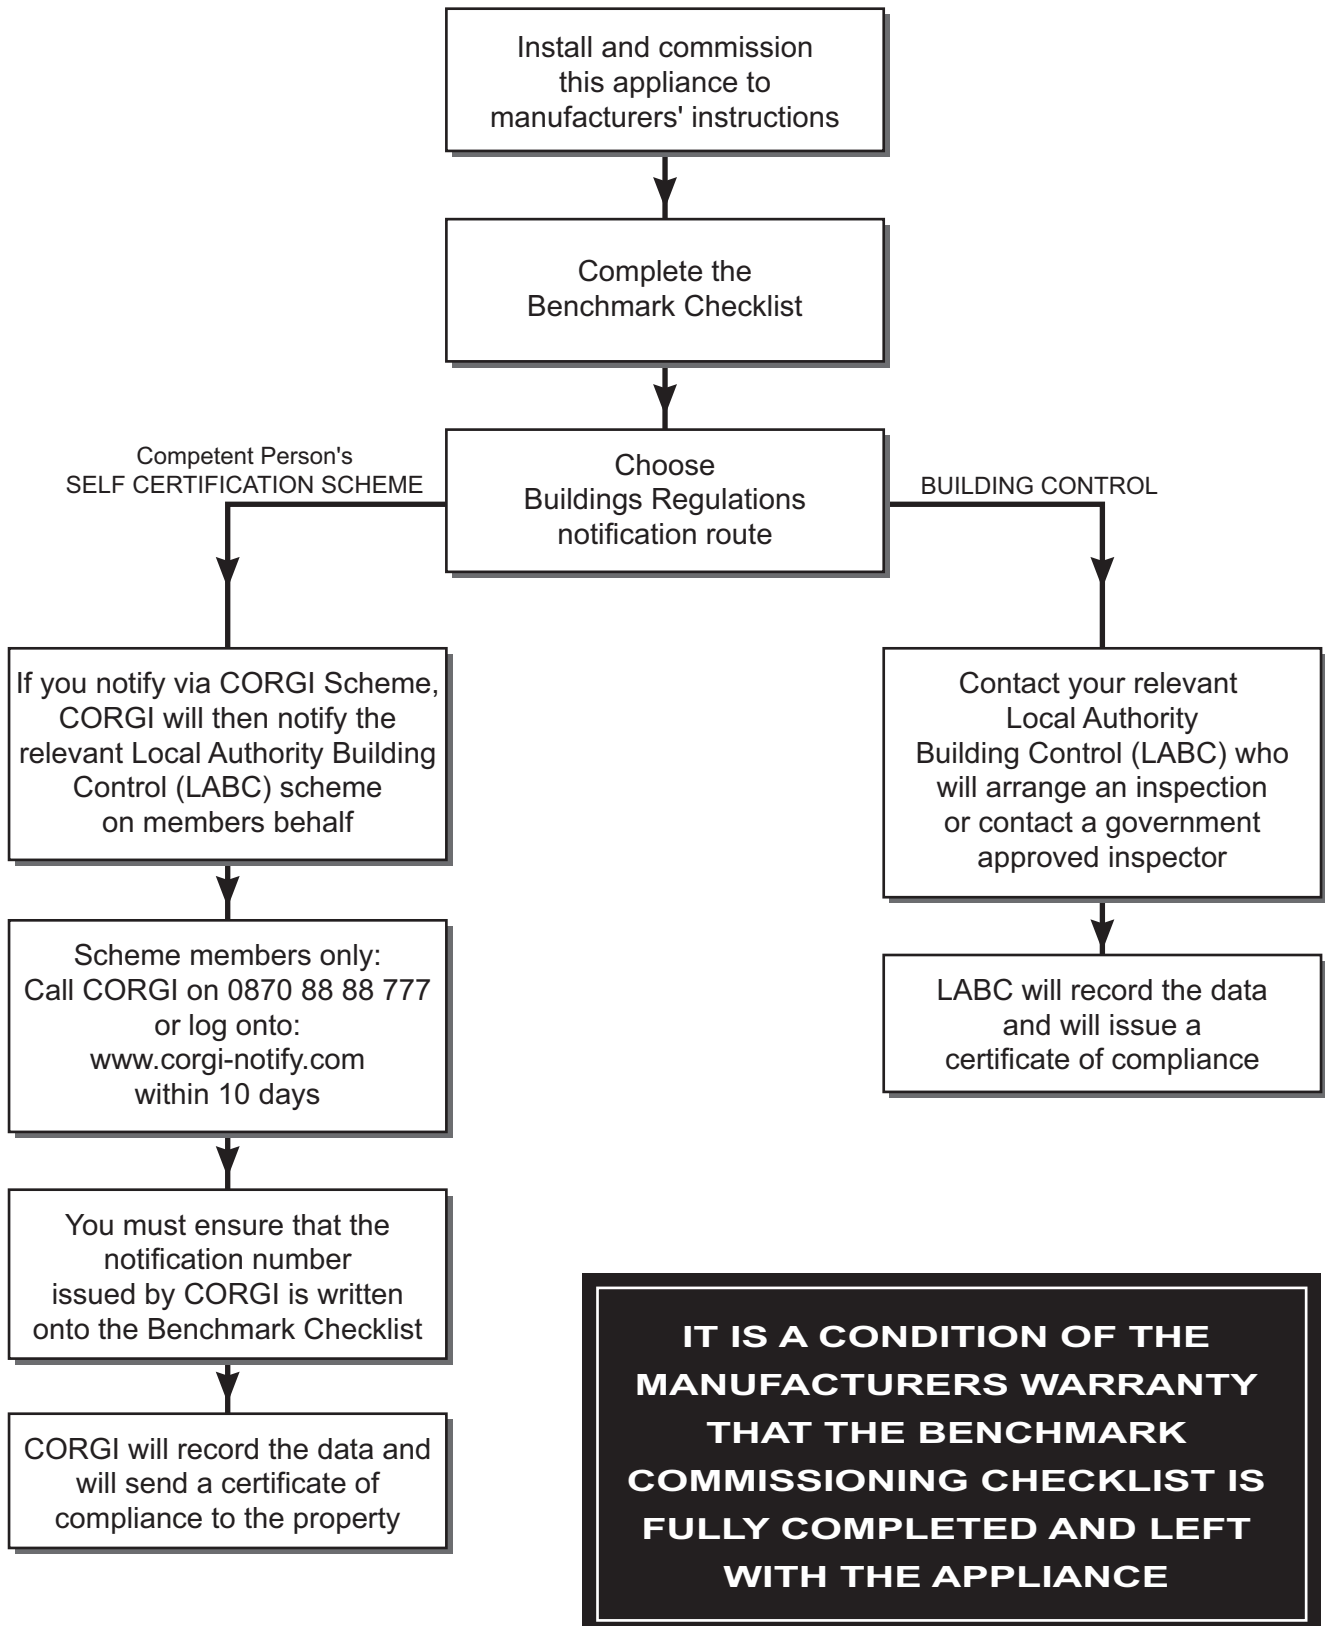 Install and commission
this appliance to
manufacturers' instructions
Complete the
Benchmark Checklist
Choose
Buildings Regulations
notification route
Competent Person's
SELF CERTIFICATION SCHEME
BUILDING CONTROL
If you notify via CORGI Scheme,
CORGI will then notify the
relevant Local Authority Building
Control (LABC) scheme
on members behalf
Scheme members only:
Call CORGI on 0870 88 88 777
or log onto:
www.corgi-notify.com
within 10 days
You must ensure that the
notification number
issued by CORGI is written
onto the Benchmark Checklist
CORGI will record the data and
will send a certificate of
compliance to the property
Contact your relevant
Local Authority
Building Control (LABC) who
will arrange an inspection
or contact a government
approved inspector
LABC will record the data
and will issue a
certificate of compliance
IT IS A CONDITION OF THE
MANUFACTURERS WARRANTY
THAT THE BENCHMARK
COMMISSIONING CHECKLIST IS
FULLY COMPLETED AND LEFT
WITH THE APPLIANCE